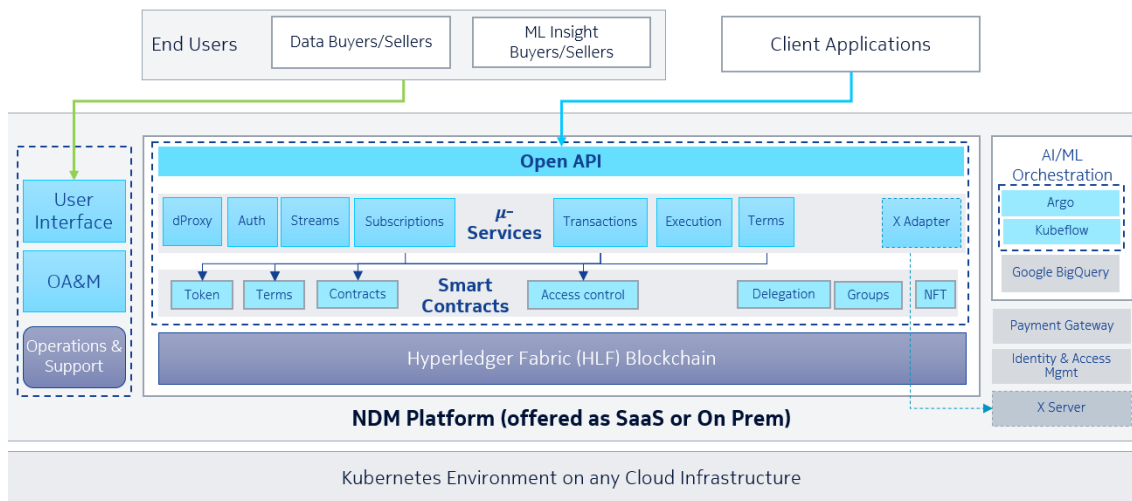 End Users
Data Buyers/Sellers
ML Insight
Buyers/Sellers
Client Applications
User
Interface
OA&M
Operations &
Support
Open API
dProxy
Auth
Streams
Subscriptions
μ-
Services
Transactions
Execution
Terms
X Adapter
Token
Terms
Contracts
Smart
Contracts
Access control
Delegation
Groups
NFT
Hyperledger Fabric (HLF) Blockchain
NDM Platform (offered as SaaS or On Prem)
AI/ML
Orchestration
Argo
Kubeflow
Google BigQuery
Payment Gateway
Identity & Access
Mgmt
X Server
Kubernetes Environment on any Cloud Infrastructure